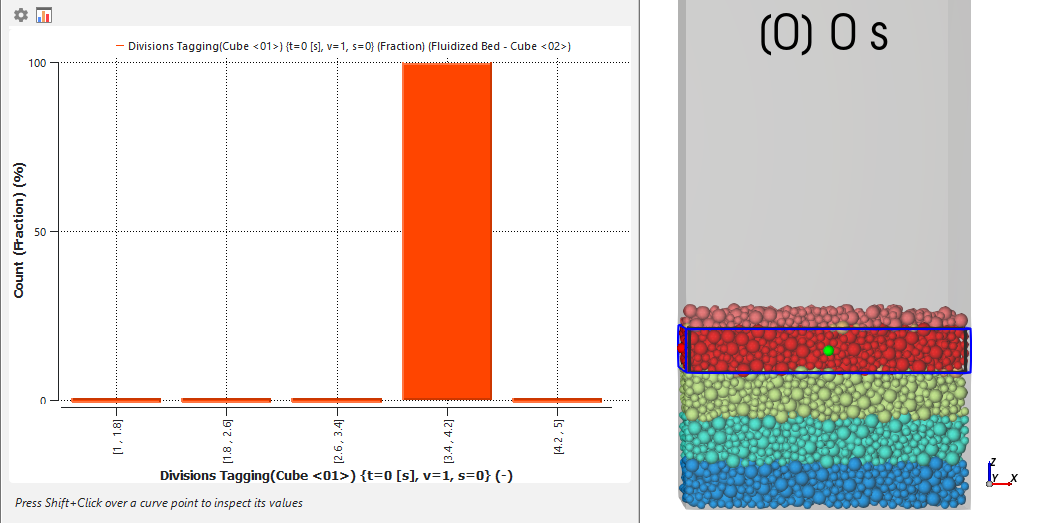 Divisions Tagging(Cube <01>) {t=0 [s], v=1, s=0} (Fraction) (Fluidized Bed - Cube <02>)
100
50
0
Count (Fraction) (%)
[1 , 1.8]
[1.8 , 2.6]
[2.6 , 3.4]
[3.4 , 4.2]
[4.2 , 5]
Divisions Tagging(Cube <01>) {t=0 [s], v=1, s=0} (-)
Press Shift+Click over a curve point to inspect its values
(0) 0 s
Z
Y
X